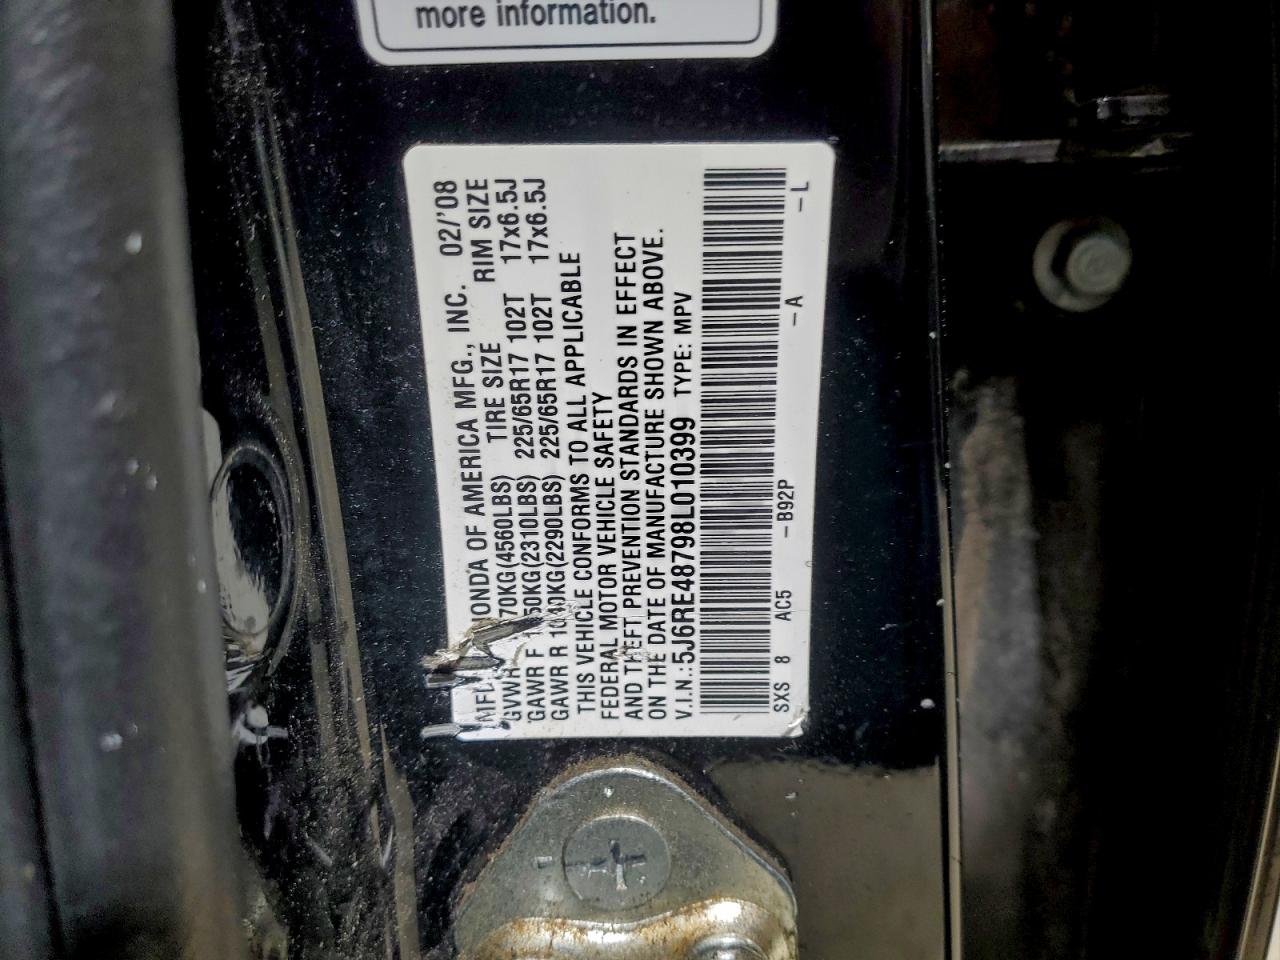 more information.
MFD HONDA OF AMERICA MFG., INC. 02/'08
TIRE SIZE RIM SIZE
70KG(4560LBS)
GAWR F 50KG(2310LBS) 225/65R17 102T 17x6.5J
GAWR R 1040KG(2290LBS) 225/65R17 102T 17x6.5J
THIS VEHICLE CONFORMS TO ALL APPLICABLE
FEDERAL MOTOR VEHICLE SAFETY
AND THEFT PREVENTION STANDARDS IN EFFECT
ON THE DATE OF MANUFACTURE SHOWN ABOVE.
V.I.N.:5J6RE48798L010399 TYPE: MPV
SXS 8 AC5 –B92P –A –L